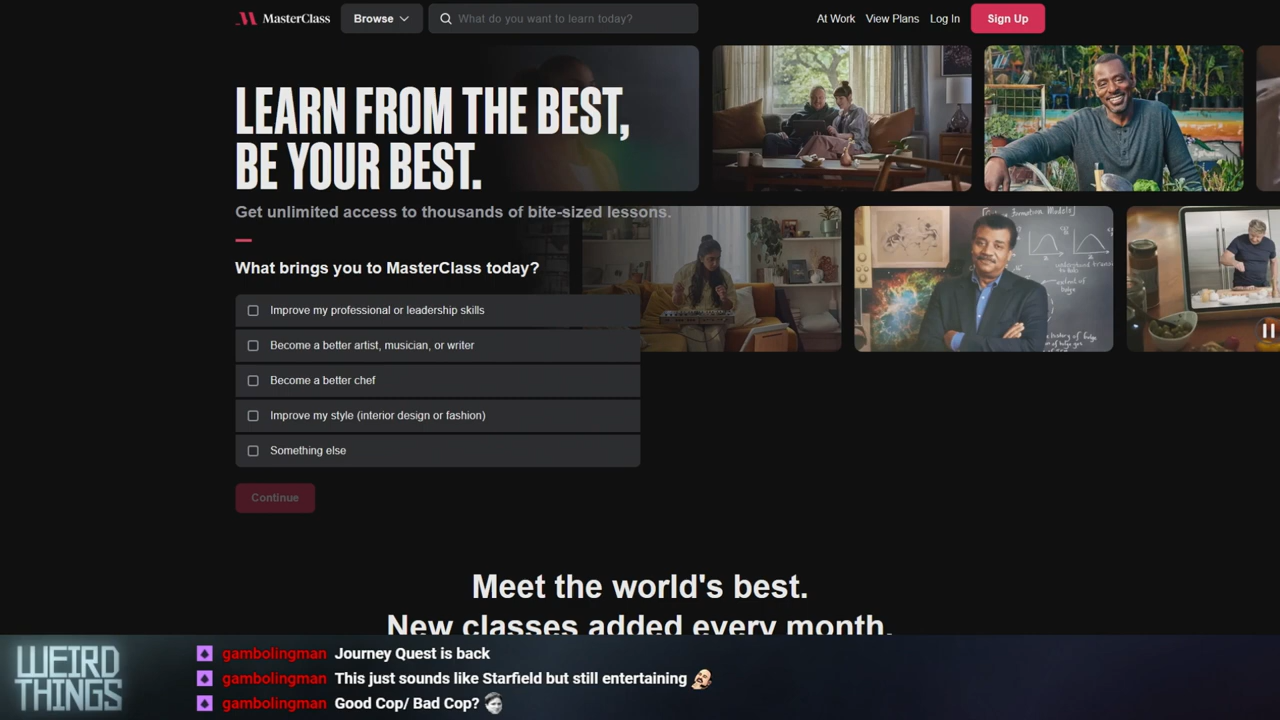 MasterClass
Browse
What do you want to learn today?
At Work
View Plans
Log In
Sign Up
LEARN FROM THE BEST,
BE YOUR BEST.
Get unlimited access to thousands of bite-sized lessons.
What brings you to MasterClass today?
Improve my professional or leadership skills
Become a better artist, musician, or writer
Become a better chef
Improve my style (interior design or fashion)
Something else
Continue
Meet the world's best.
New classes added every month.
WEIRD
THINGS
gambolingman Journey Quest is back
gambolingman This just sounds like Starfield but still entertaining
gambolingman Good Cop/ Bad Cop?